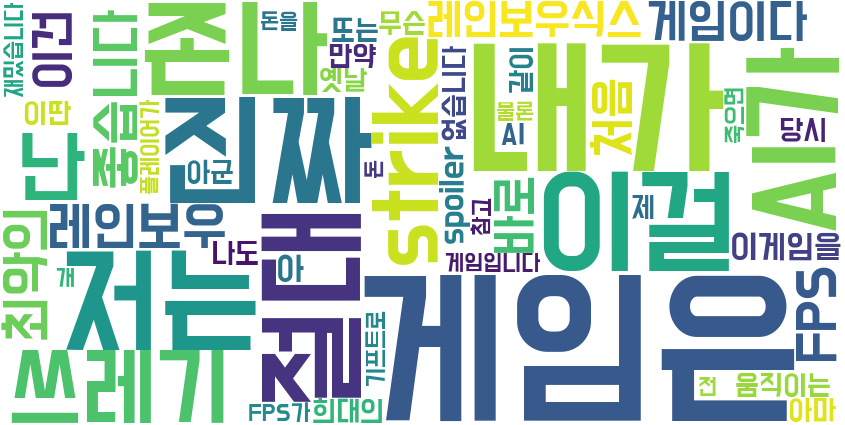 재밌습니다
이건
좋습니다
존나
돈을
또는
무슨
만약
옛날
레인보우식스
게임이다
strike
없습니다
같이
물론
AI
처음
내가
죽으면
당시
AI가
이딴
난
플레이어가
진짜
아군
돈
spoiler
참고
바로
이걸
제
이게임을
최악의
레인보우
나도
아
절대
게임입니다
개
저는
기프트로
게임은
FPS
쓰레기
FPS가
희대의
전
움직이는
아마